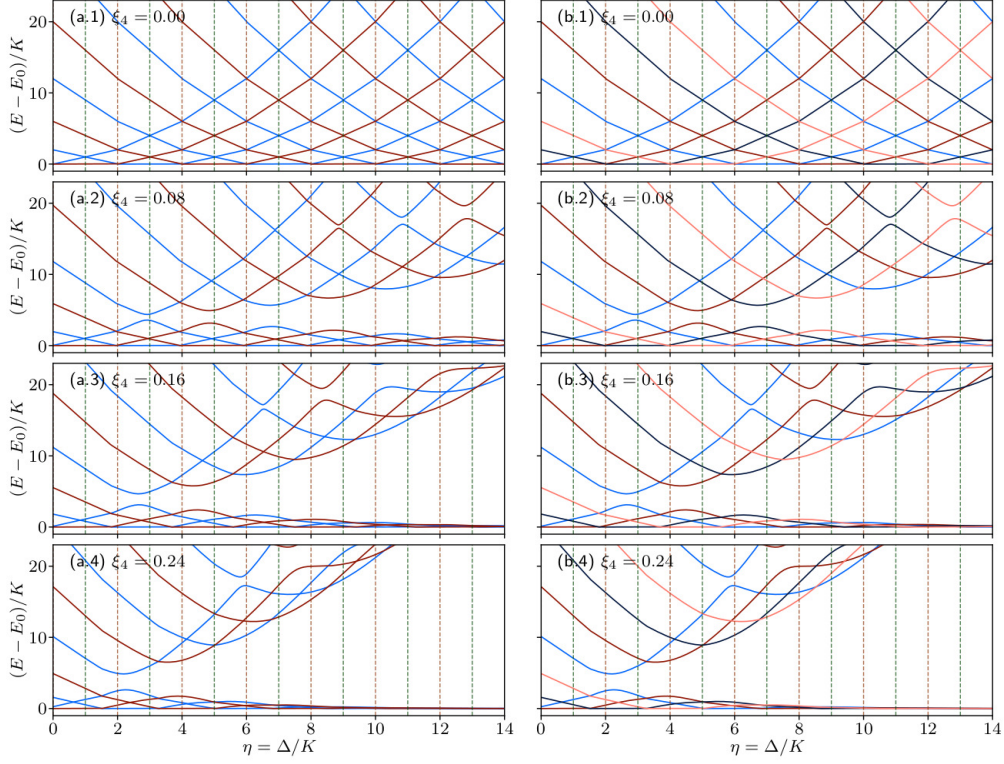 (a.1) ξ₄ = 0.00
(b.1) ξ₄ = 0.00
20
10
0
(E − E₀)/K
(a.2) ξ₄ = 0.08
(b.2) ξ₄ = 0.08
20
10
0
(E − E₀)/K
(a.3) ξ₄ = 0.16
(b.3) ξ₄ = 0.16
20
10
0
(E − E₀)/K
(a.4) ξ₄ = 0.24
(b.4) ξ₄ = 0.24
20
10
0
(E − E₀)/K
0 2 4 6 8 10 12 14
0 2 4 6 8 10 12 14
η = Δ/K
η = Δ/K